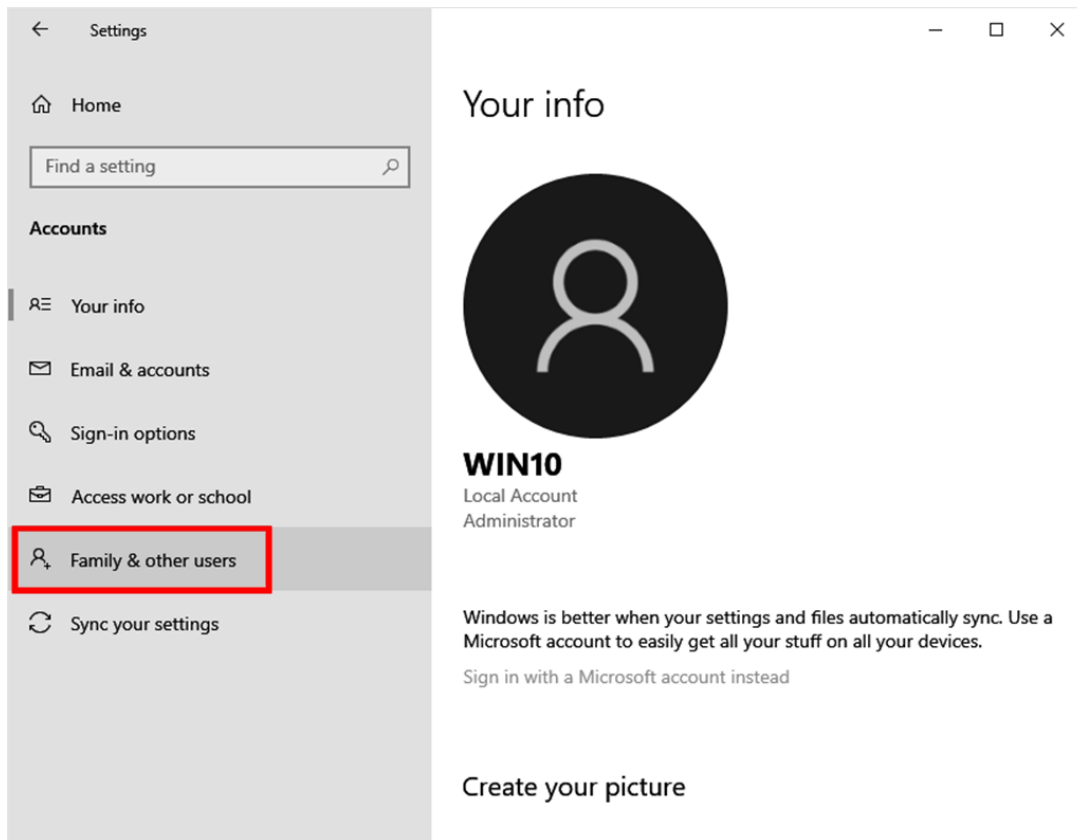 Settings
Home
Find a setting
Accounts
Your info
Email & accounts
Sign-in options
Access work or school
Family & other users
Sync your settings
Your info
WIN10
Local Account
Administrator
Windows is better when your settings and files automatically sync. Use a
Microsoft account to easily get all your stuff on all your devices.
Sign in with a Microsoft account instead
Create your picture